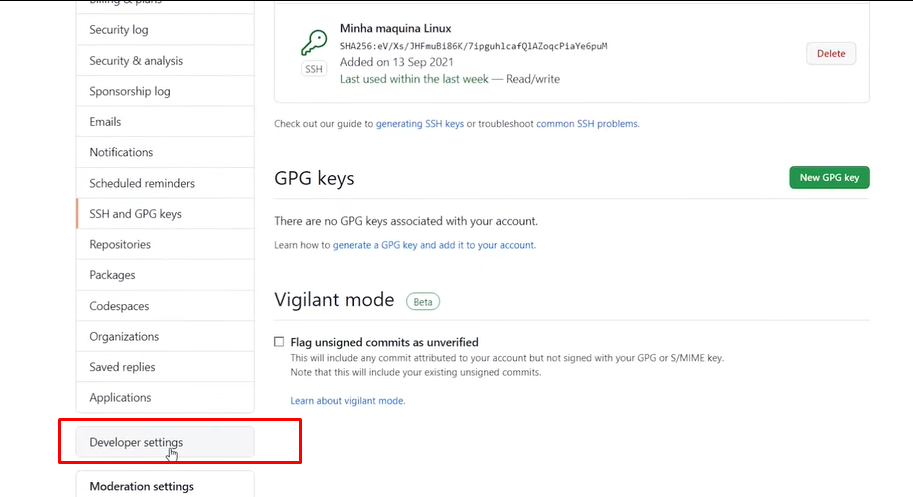 Billing & plans
Security log
Security & analysis
Sponsorship log
Emails
Notifications
Scheduled reminders
SSH and GPG keys
Repositories
Packages
Codespaces
Organizations
Saved replies
Applications
Developer settings
Moderation settings
Minha maquina Linux
SHA256:eV/Xs/JHFmuBi86K/7ipguhlcafQlAZoqcPiaYe6puM
SSH
Added on 13 Sep 2021
Last used within the last week — Read/write
Delete
Check out our guide to generating SSH keys or troubleshoot common SSH problems.
GPG keys
New GPG key
There are no GPG keys associated with your account.
Learn how to generate a GPG key and add it to your account.
Vigilant mode
Beta
Flag unsigned commits as unverified
This will include any commit attributed to your account but not signed with your GPG or S/MIME key.
Note that this will include your existing unsigned commits.
Learn about vigilant mode.